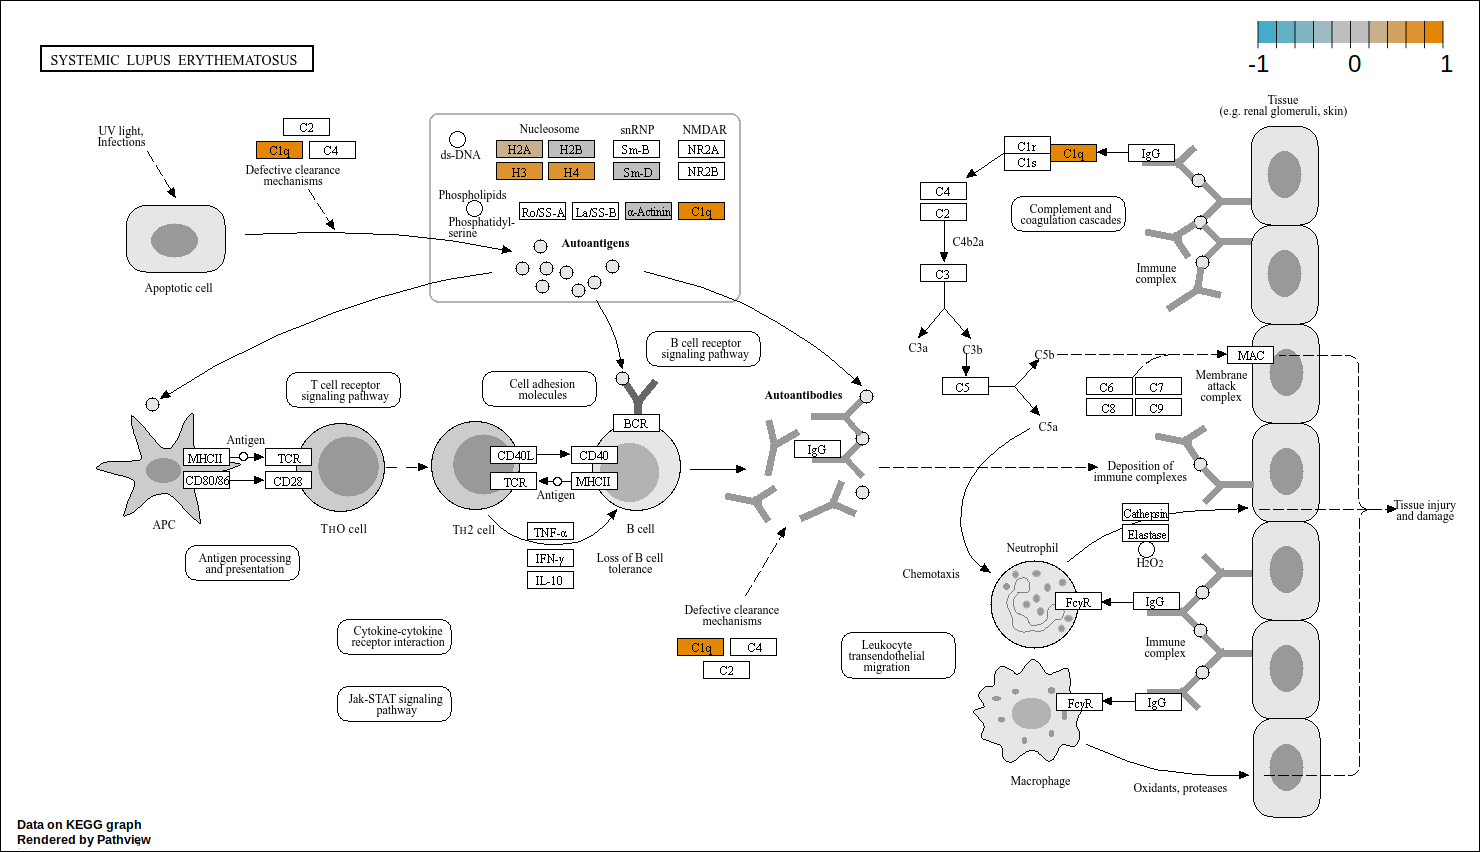 SYSTEMIC LUPUS ERYTHEMATOSUS
-1 0 1
UV light,
Infections
C2
C1q C4
Defective clearance
mechanisms
Apoptotic cell
Nucleosome snRNP NMDAR
ds-DNA
H2A H2B Sm-B NR2A
H3 H4 Sm-D NR2B
Phospholipids
Phosphatidyl-
serine
Ro/SS-A La/SS-B α-Actinin C1q
Autoantigens
Tissue
(e.g. renal glomeruli, skin)
C1r
C1s
C1q IgG
C4
C2
C4b2a
C3
C3a C3b
C5
C5b
C5a
Complement and
coagulation cascades
Immune
complex
MAC
Membrane
attack
complex
C6 C7
C8 C9
B cell receptor
signaling pathway
T cell receptor
signaling pathway
Cell adhesion
molecules
Autoantibodies
IgG
BCR
MHCII
Antigen
TCR
CD80/86
CD28
APC
TH0 cell
CD40L CD40
TCR
Antigen
MHCII
TH2 cell
B cell
TNF-α
IFN-γ
IL-10
Loss of B cell
tolerance
Antigen processing
and presentation
Cytokine-cytokine
receptor interaction
Jak-STAT signaling
pathway
Defective clearance
mechanisms
C1q C4
C2
Leukocyte
transendothelial
migration
Chemotaxis
Deposition of
immune complexes
Cathepsin
Elastase
H2O2
Neutrophil
FcγR IgG
Immune
complex
FcγR IgG
Macrophage
Oxidants, proteases
Tissue injury
and damage
Data on KEGG graph
Rendered by Pathview